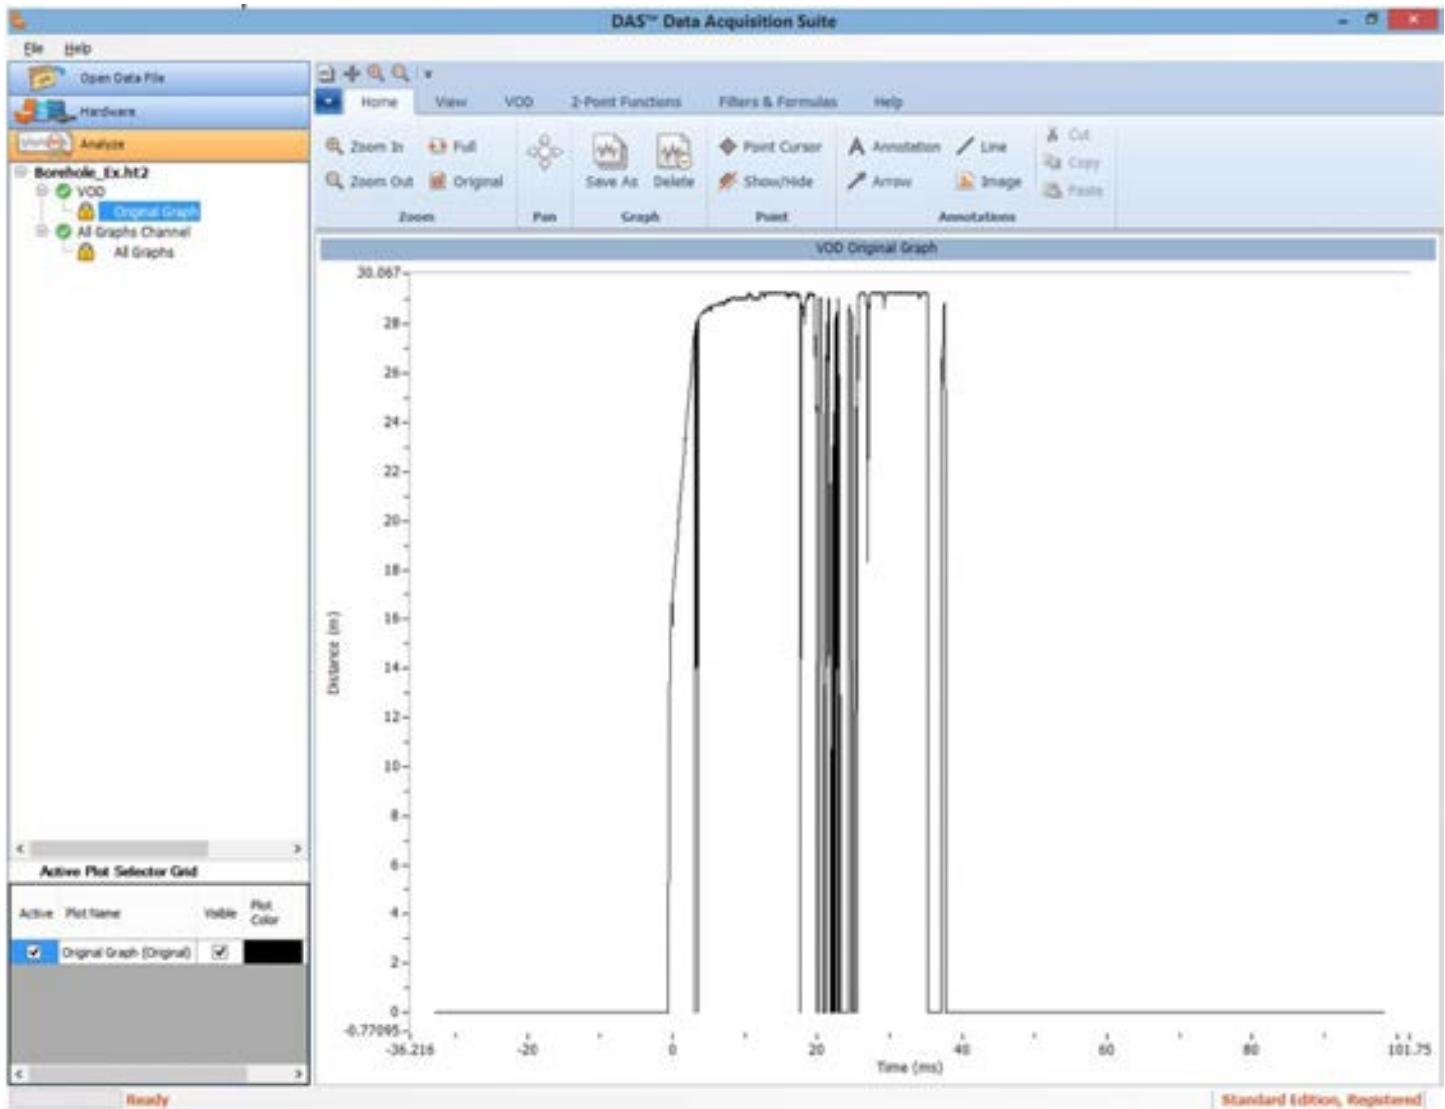 DAS™ Data Acquisition Suite
File Help
Open Data File
Hardware
Analyze
Borehole_Ex.ht2
VOD
Original Graph
All Graphs Channel
All Graphs
Home View VOD 2-Point Functions Filters & Formulas Help
Zoom In Full
Zoom Out Original
Zoom
Pan
Save As Delete
Graph
Point Cursor
Show/Hide
Point
Annotation Line
Arrow Image
Annotations
Cut
Copy
Paste
VOD Original Graph
30.067
28
26
24
22
20
18
16
14
12
10
8
6
4
2
0
-0.77095
Distance (m)
-36.216 -20 0 20 40 60 80 101.75
Time (ms)
Active Plot Selector Grid
Active Plot Name Visible Plot Color
Original Graph (Original)
Ready
Standard Edition, Registered